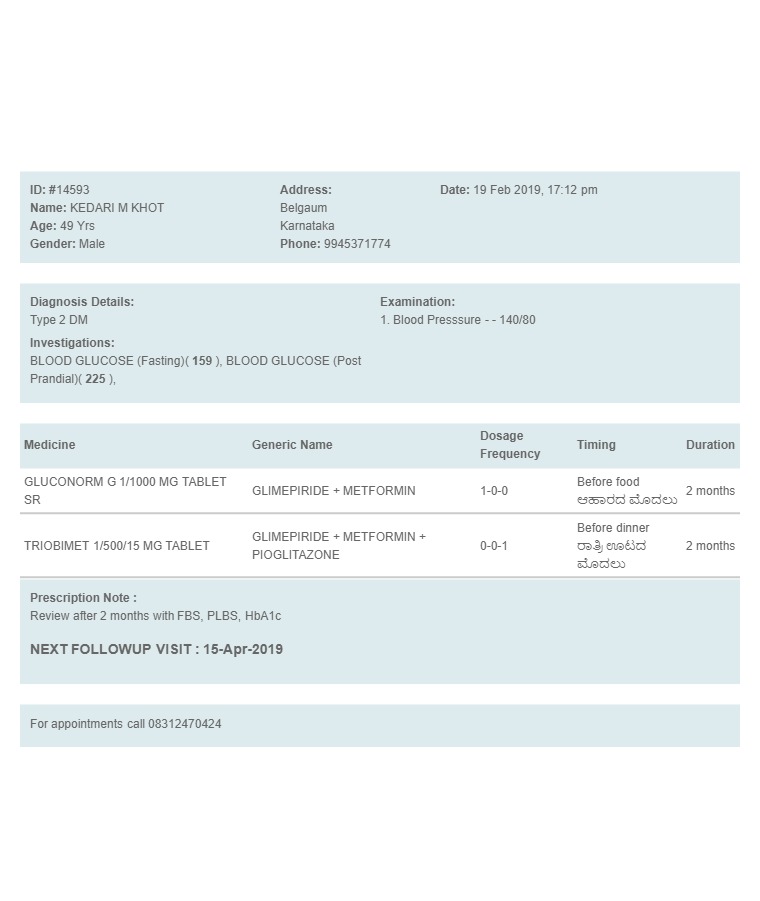 ID: #14593
Name: KEDARI M KHOT
Age: 49 Yrs
Gender: Male
Address:
Belgaum
Karnataka
Phone: 9945371774
Date: 19 Feb 2019, 17:12 pm
Diagnosis Details:
Type 2 DM
Investigations:
BLOOD GLUCOSE (Fasting)( 159 ), BLOOD GLUCOSE (Post
Prandial)( 225 ),
Examination:
1. Blood Presssure - - 140/80
Medicine Generic Name Dosage Frequency Timing Duration
GLUCONORM G 1/1000 MG TABLET
SR
GLIMEPIRIDE + METFORMIN
1-0-0
Before food
ಆಹಾರದ ಮೊದಲು
2 months
TRIOBIMET 1/500/15 MG TABLET
GLIMEPIRIDE + METFORMIN +
PIOGLITAZONE
0-0-1
Before dinner
ರಾತ್ರಿ ಊಟದ
ಮೊದಲು
2 months
Prescription Note :
Review after 2 months with FBS, PLBS, HbA1c
NEXT FOLLOWUP VISIT : 15-Apr-2019
For appointments call 08312470424